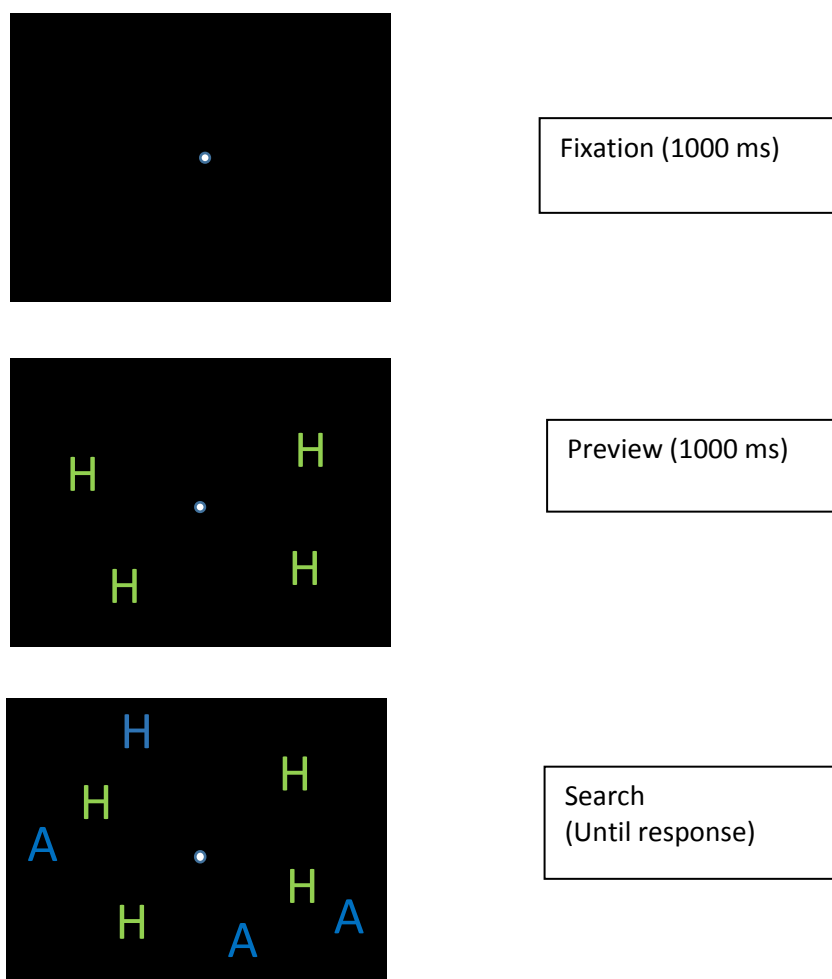 Fixation (1000 ms)
H H
H H
Preview (1000 ms)
H
H
H
A
H
H
A
A
Search
(Until response)